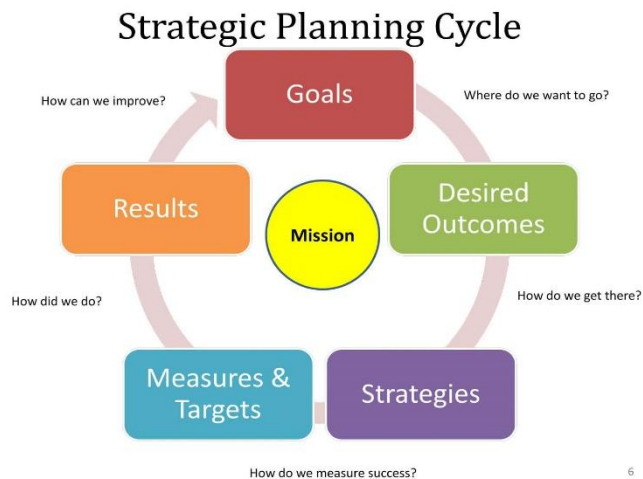 Strategic Planning Cycle
Goals
How can we improve?
Where do we want to go?
Results
Desired
Outcomes
Mission
How did we do?
How do we get there?
Measures &
Targets
Strategies
How do we measure success?
6